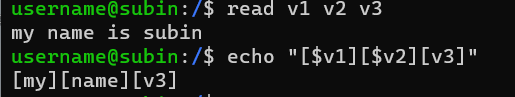 username@subin:/$ read v1 v2 v3
my name is subin
username@subin:/$ echo "[$v1][$v2][v3]"
[my][name][v3]